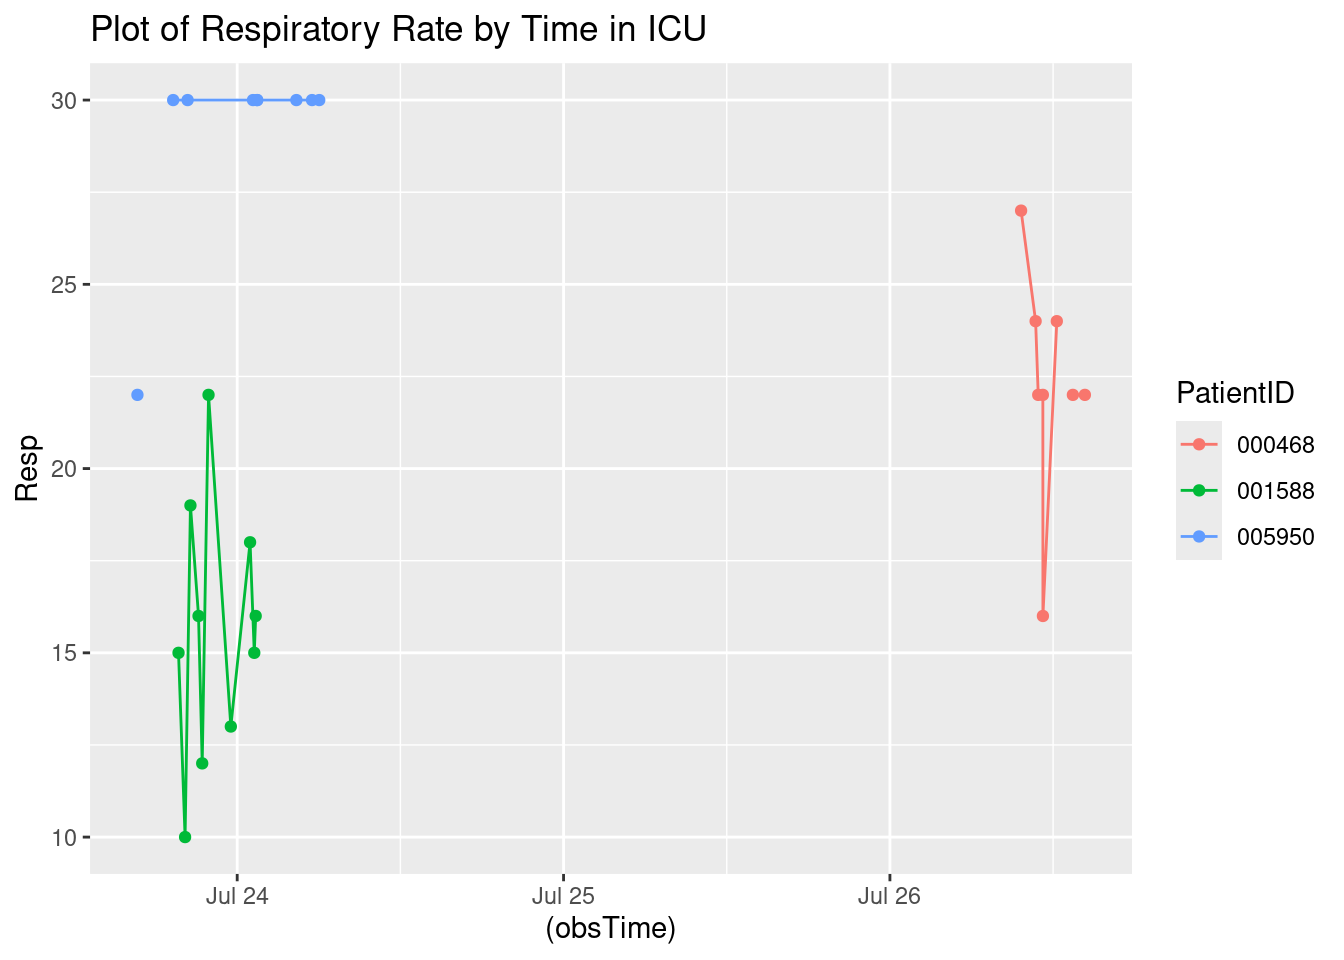 Plot of Respiratory Rate by Time in ICU
30
25
20
15
10
Resp
Jul 24
Jul 25
Jul 26
(obsTime)
PatientID
000468
001588
005950